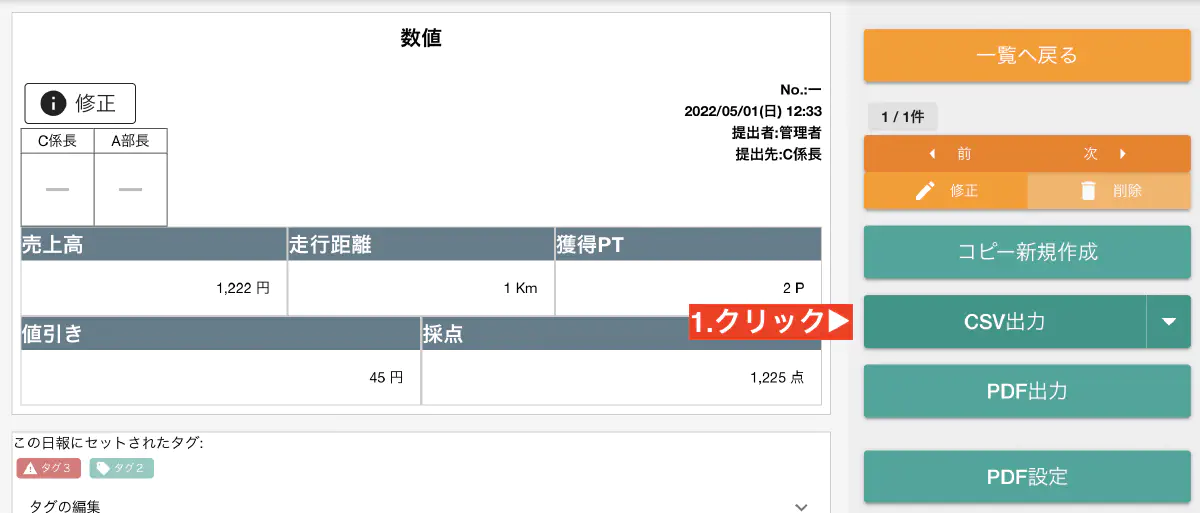 数値
修正
No.:ー
2022/05/01(日) 12:33
提出者:管理者
提出先:C係長
C係長 A部長
売上高 走行距離 獲得PT
1,222 円 1 Km 2 P
値引き 採点
45 円 1,225 点
この日報にセットされたタグ:
タグ3 タグ2
タグの編集
1.クリック▶
一覧へ戻る
1 / 1件
前 次
修正 削除
コピー新規作成
CSV出力
PDF出力
PDF設定